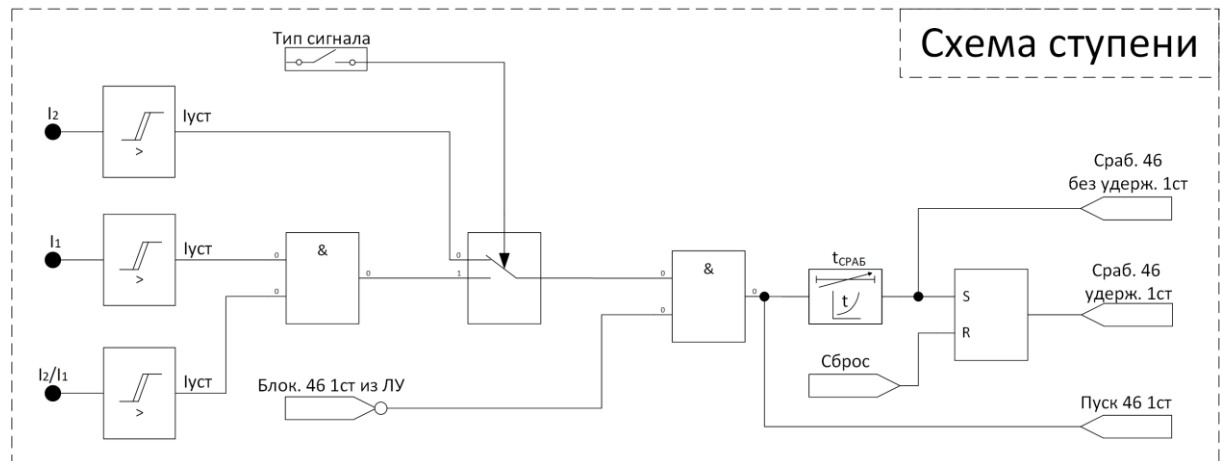 Схема ступени
Тип сигнала
I2
Iуст
>
I1
Iуст
>
I2/I1
Iуст
>
&
0
0
0
0
1
&
0
0
0
Блок. 46 1ст из ЛУ
tСРАБ
t
S
R
Сброс
Сраб. 46
без удерж. 1ст
Сраб. 46
удерж. 1ст
Пуск 46 1ст